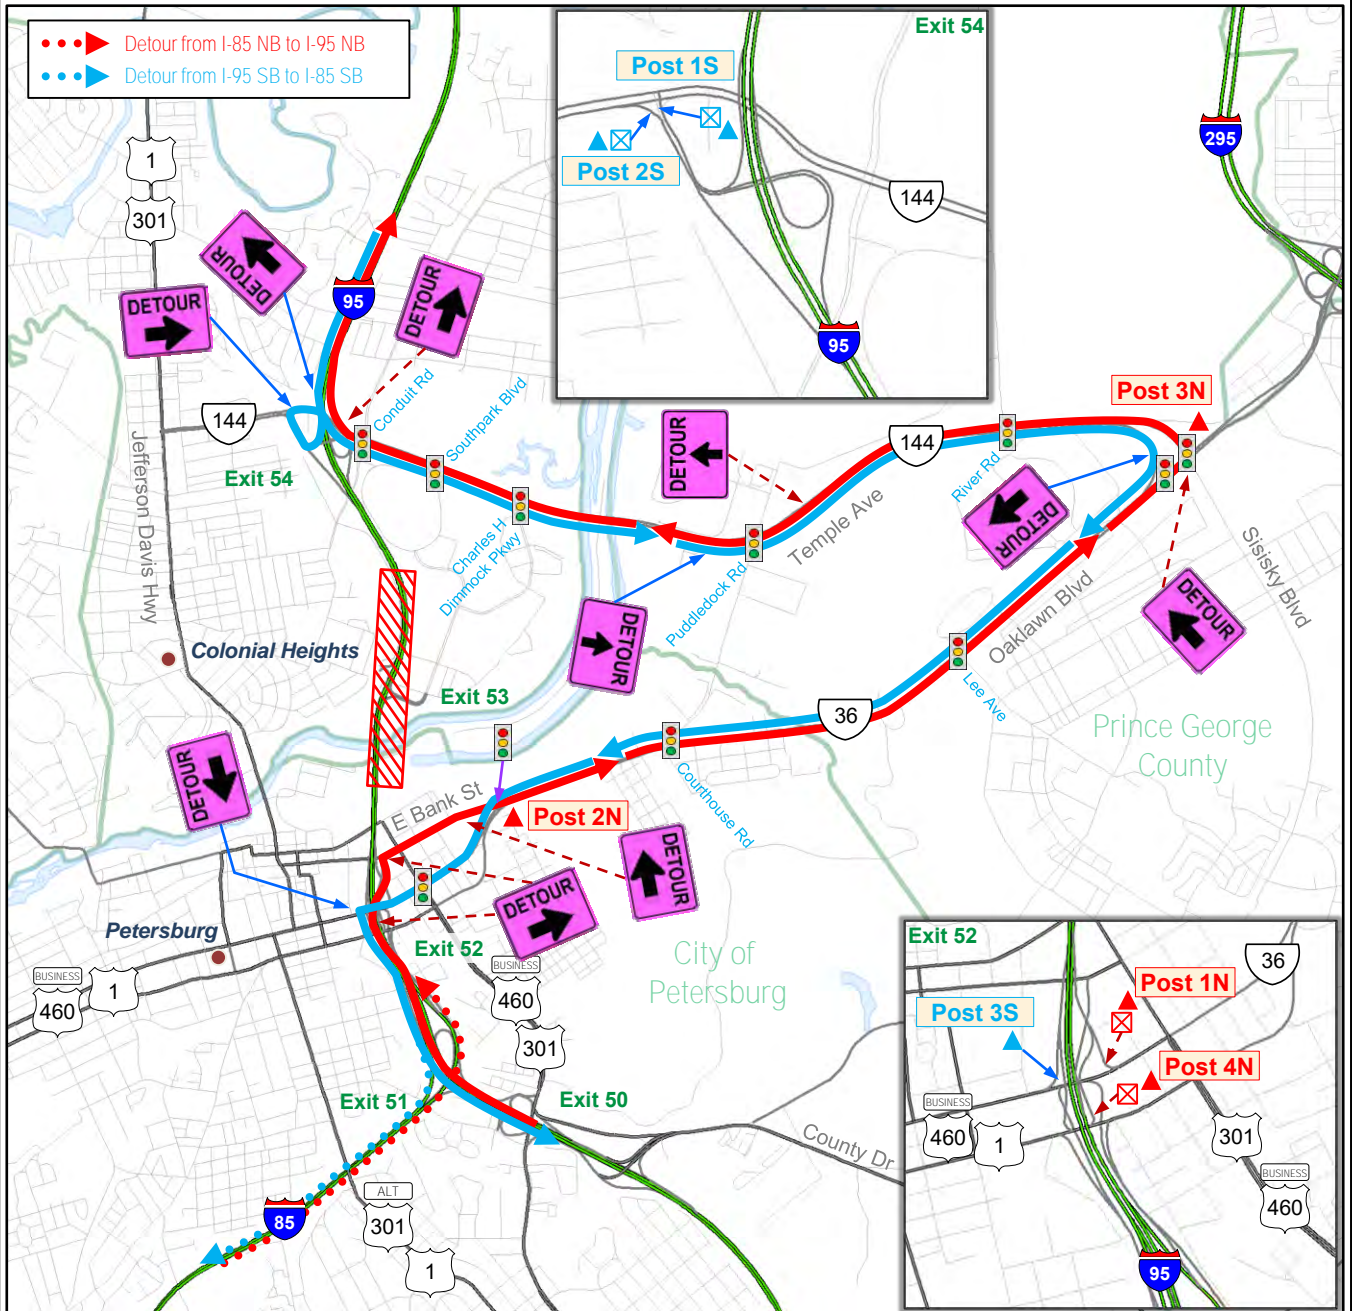 Detour from I-85 NB to I-95 NB
Detour from I-95 SB to I-85 SB
Exit 54
Post 1S
Post 2S
144
95
295
1
301
DETOUR
DETOUR
95
DETOUR
144
Exit 54
Jefferson Davis Hwy
Conduit Rd
Southpark Blvd
Charles H
Dimmock Pkwy
DETOUR
144
Temple Ave
Puddledock Rd
DETOUR
River Rd
Post 3N
DETOUR
DETOUR
Sisisky Blvd
Oaklawn Blvd
Lee Ave
Colonial Heights
Exit 53
36
Prince George
County
DETOUR
E Bank St
Post 2N
Courthouse Rd
DETOUR
DETOUR
Petersburg
Exit 52
City of
Petersburg
BUSINESS
460
1
BUSINESS
460
301
Exit 51
Exit 50
County Dr
85
ALT
301
1
Exit 52
36
Post 1N
Post 3S
Post 4N
BUSINESS
460
1
301
BUSINESS
460
95